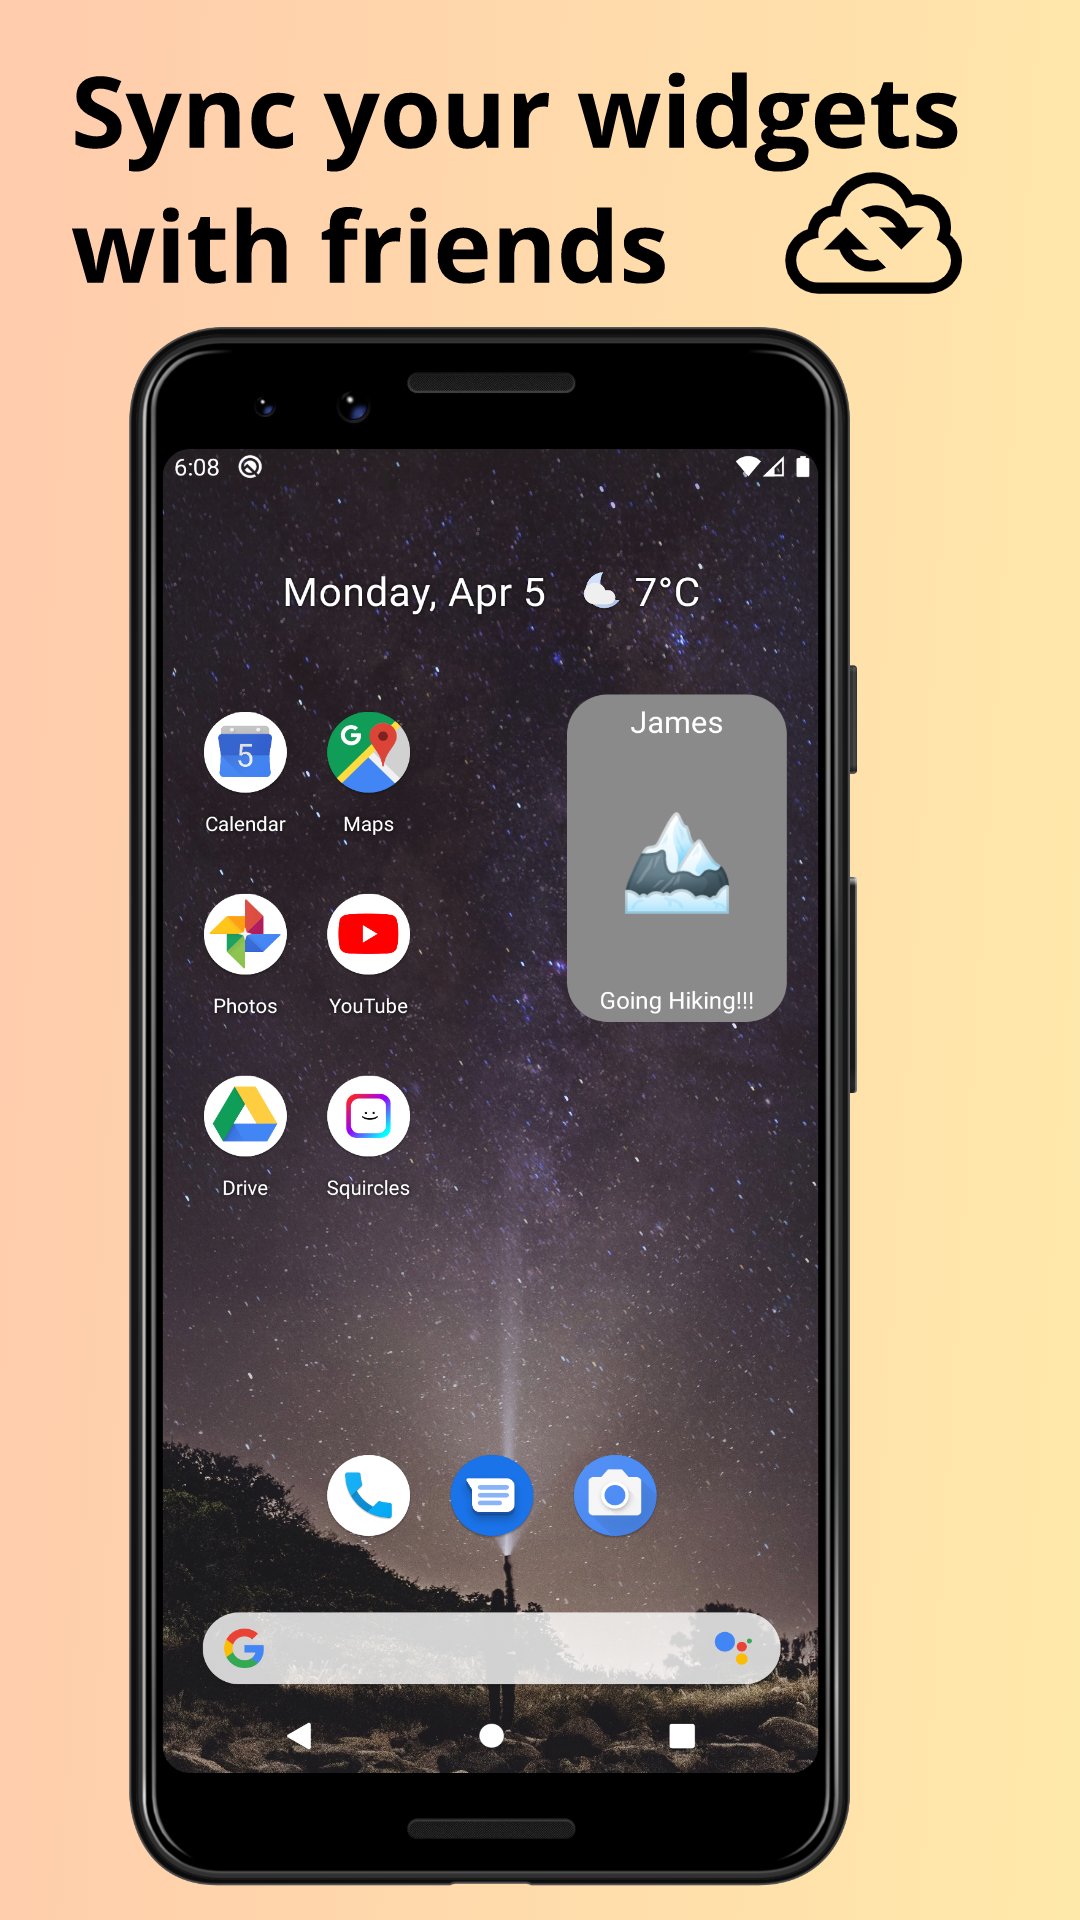 Sync your widgets
with friends
6:08
Monday, Apr 5 7°C
James
5
G
Calendar Maps
Going Hiking!!!
Photos YouTube
Drive Squircles
G